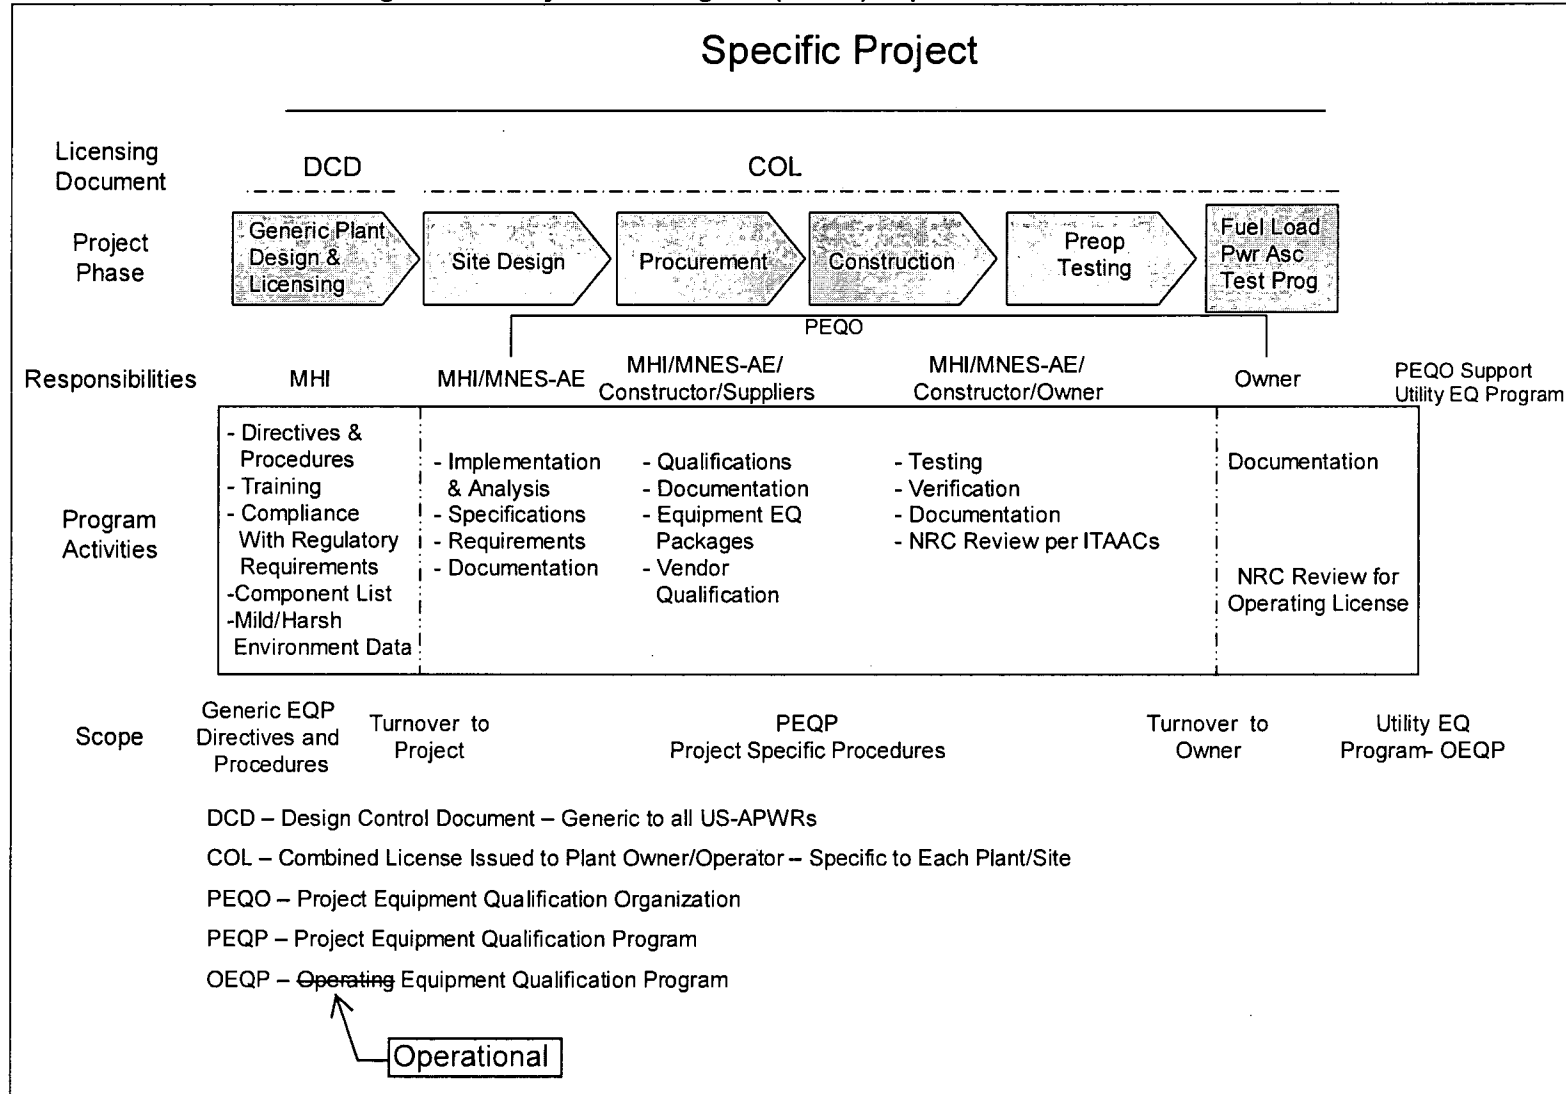 Specific Project
Licensing
Document
DCD
COL
Project
Phase
Generic Plant
Design &
Licensing
Site Design
Procurement
Construction
Preop
Testing
Fuel Load
Pwr Asc
Test Prog
PEQO
Responsibilities
MHI
MHI/MNES-AE
MHI/MNES-AE/
Constructor/Suppliers
MHI/MNES-AE/
Constructor/Owner
Owner
PEQO Support
Utility EQ Program
Program
Activities
- Directives &
Procedures
- Training
- Compliance
With Regulatory
Requirements
-Component List
-Mild/Harsh
Environment Data
- Implementation
& Analysis
- Specifications
- Requirements
- Documentation
- Qualifications
- Documentation
- Equipment EQ
Packages
- Vendor
Qualification
- Testing
- Verification
- Documentation
- NRC Review per ITAACs
Documentation
NRC Review for
Operating License
Scope
Generic EQP
Directives and
Procedures
Turnover to
Project
PEQP
Project Specific Procedures
Turnover to
Owner
Utility EQ
Program- OEQP
DCD – Design Control Document – Generic to all US-APWRs
COL – Combined License Issued to Plant Owner/Operator – Specific to Each Plant/Site
PEQO – Project Equipment Qualification Organization
PEQP – Project Equipment Qualification Program
OEQP – Operating Equipment Qualification Program
Operational